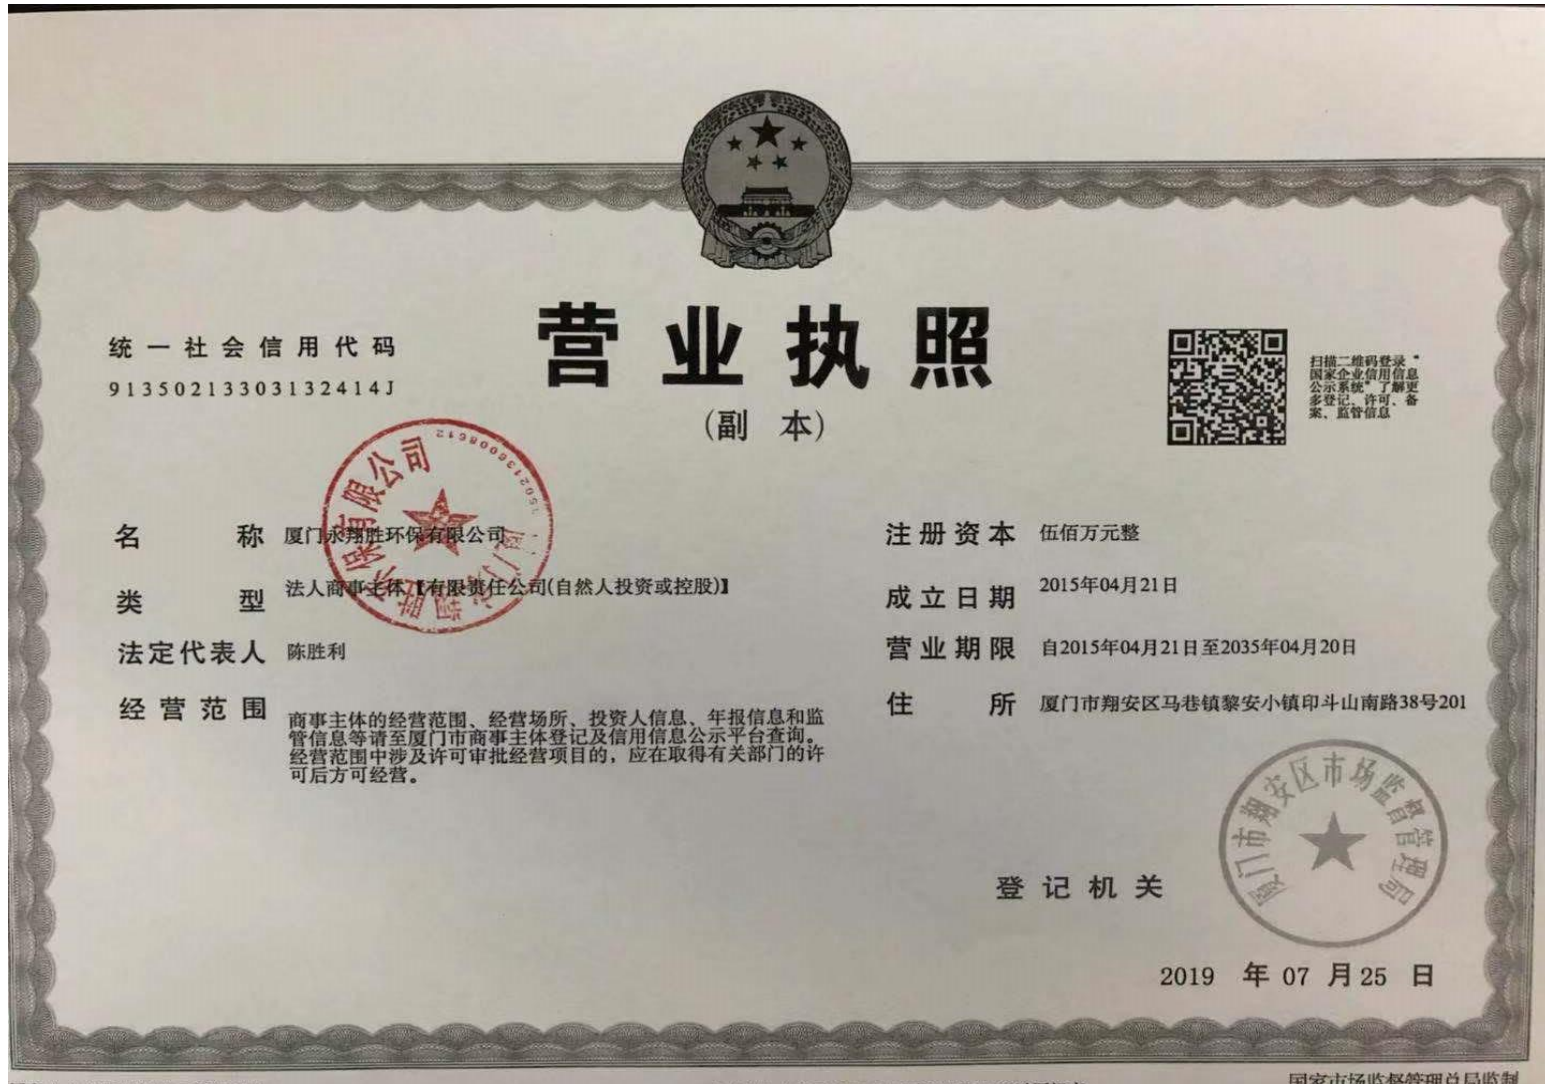 营业执照
(副 本)
统一社会信用代码
91350213303132414J
扫描二维码登录"
国家企业信用信息
公示系统"了解更
多登记、许可、备
案、监管信息
名 称 厦门永翔胜环保有限公司
类 型 法人商事主体【有限责任公司(自然人投资或控股)】
法定代表人 陈胜利
经营范围 商事主体的经营范围、经营场所、投资人信息、年报信息和监
管信息等请至厦门市商事主体登记及信用信息公示平台查询。
经营范围中涉及许可审批经营项目的，应在取得有关部门的许
可后方可经营。
注册资本 伍佰万元整
成立日期 2015年04月21日
营业期限 自2015年04月21日至2035年04月20日
住 所 厦门市翔安区马巷镇黎安小镇印斗山南路38号201
登记机关
厦门市翔安区市场监督管理局
2019 年 07 月 25 日
国家市场监督管理总局监制